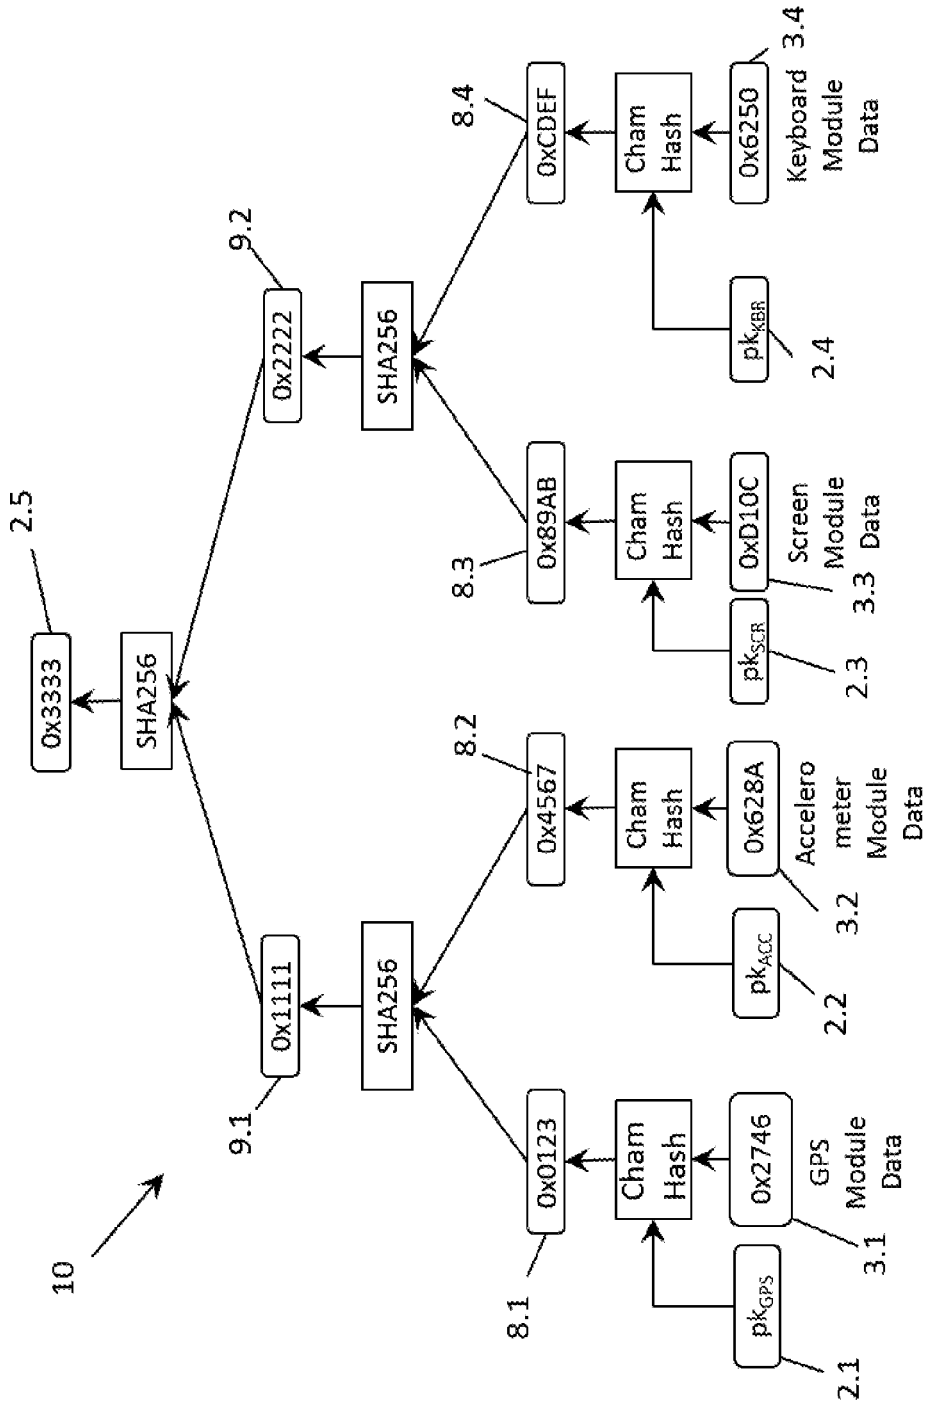 2.5
10
0x3333
SHA256
9.1
9.2
0x1111
0x2222
SHA256
SHA256
8.1
8.2
8.3
8.4
0x0123
0x4567
0x89AB
0xCDEF
Cham
Hash
Cham
Hash
Cham
Hash
Cham
Hash
pkGPS
0x2746
pkACC
0x628A
pkSCR
0xD10C
pkKBR
0x6250
2.1
3.1
GPS
Module
Data
2.2
3.2
Accelero
meter
Module
Data
2.3
3.3
Screen
Module
Data
2.4
3.4
Keyboard
Module
Data